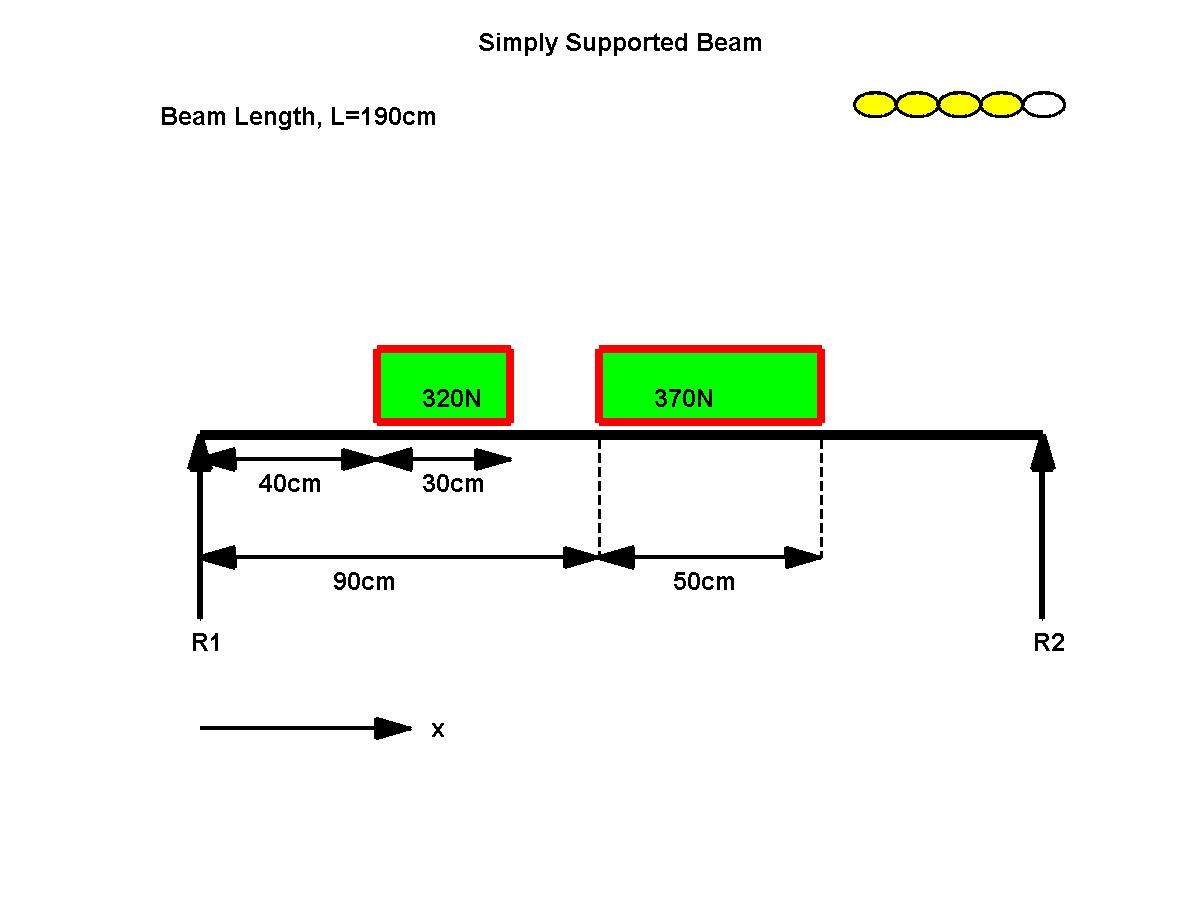 Simply Supported Beam
Beam Length, L=190cm
320N
370N
40cm
30cm
90cm
50cm
R1
R2
x